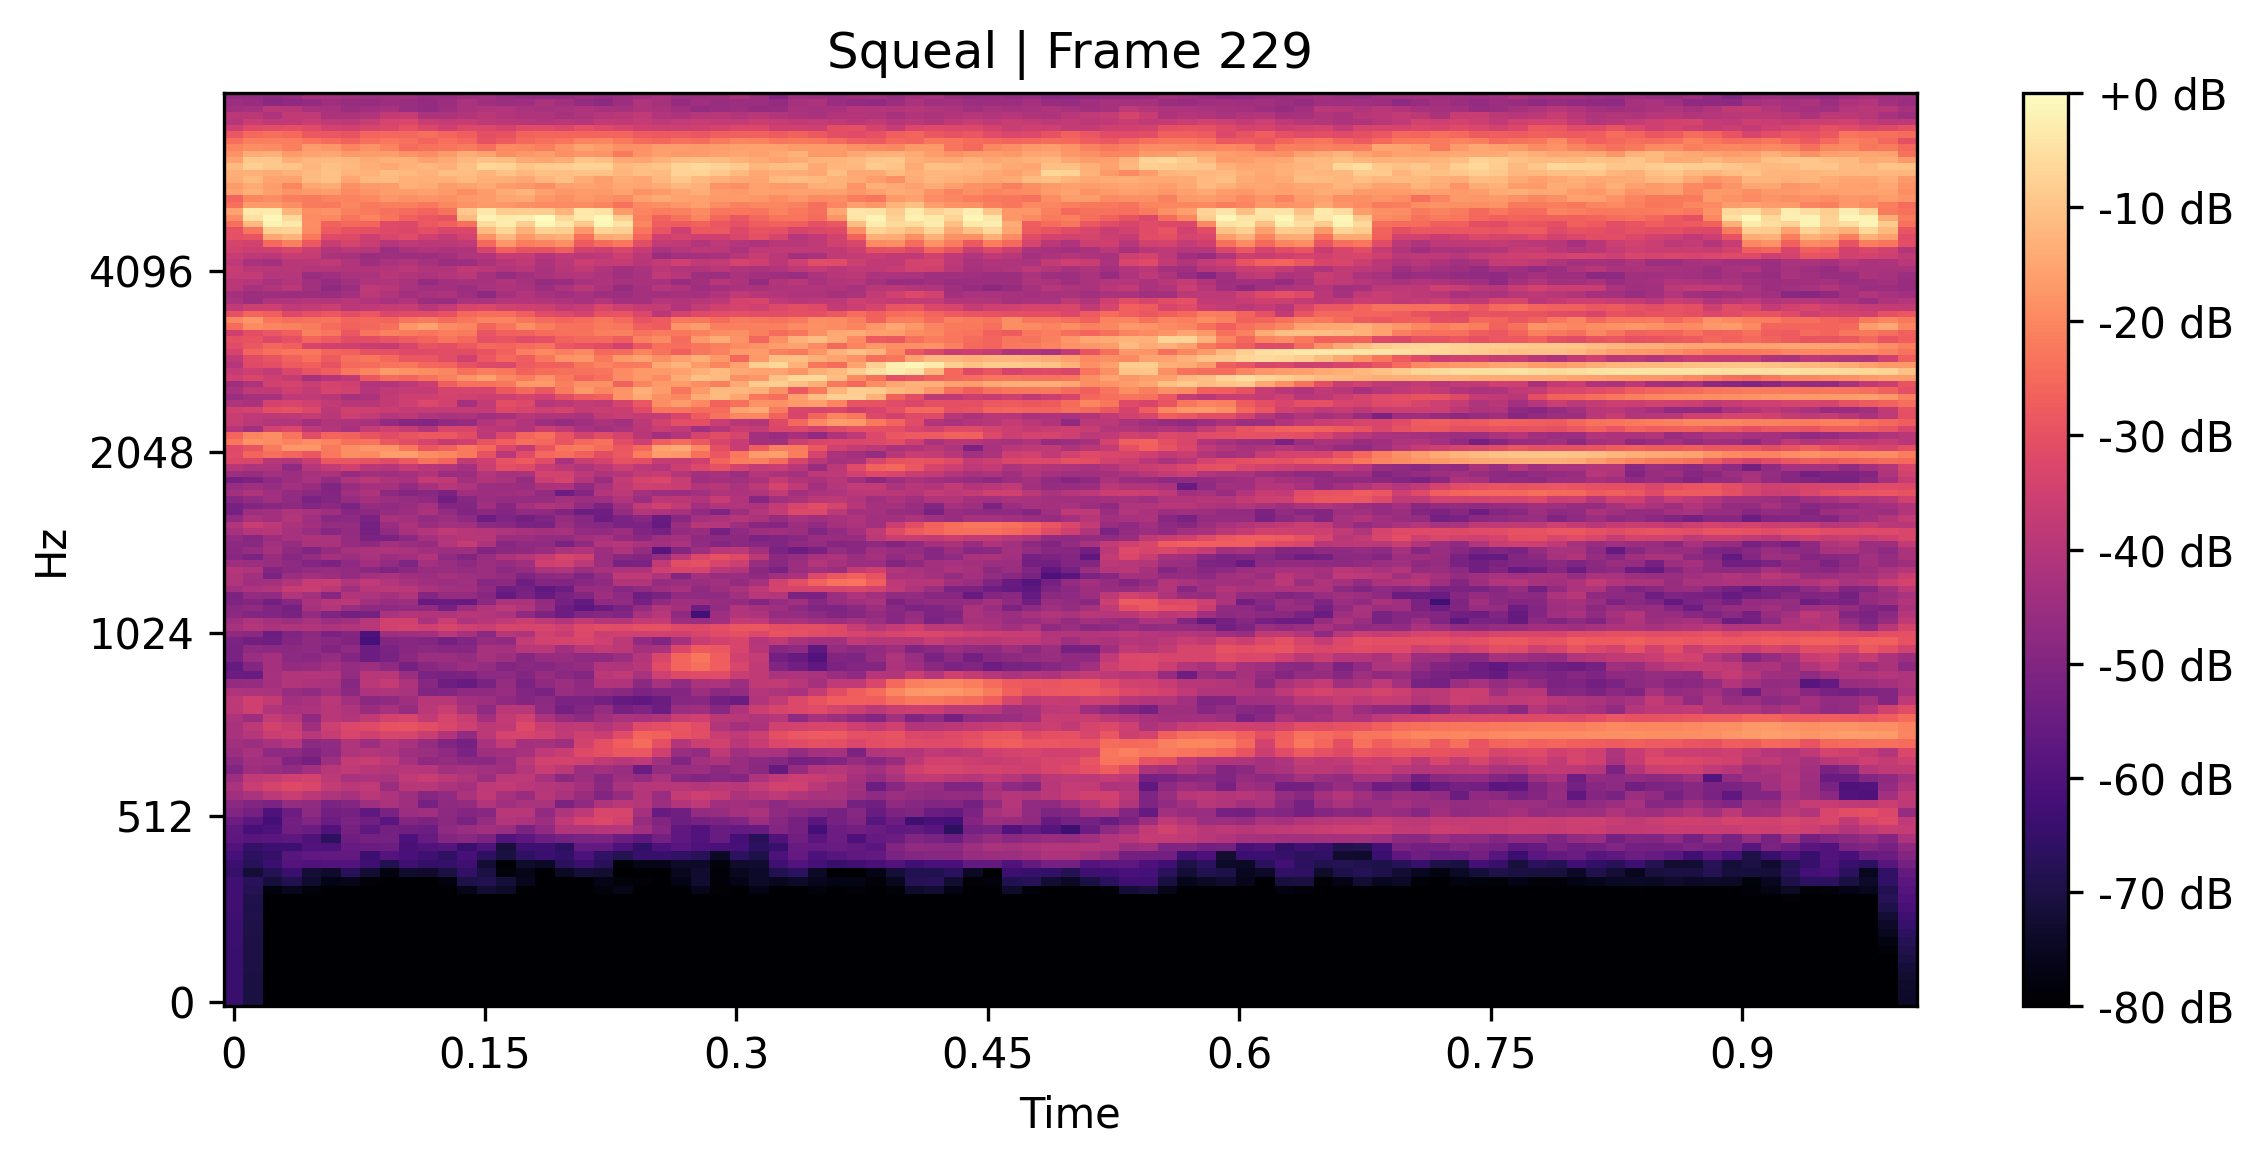 Squeal | Frame 229
+0 dB
-10 dB
4096
-20 dB
-30 dB
2048
-40 dB
Hz
1024
-50 dB
512
-60 dB
-70 dB
0
-80 dB
0 0.15 0.3 0.45 0.6 0.75 0.9
Time